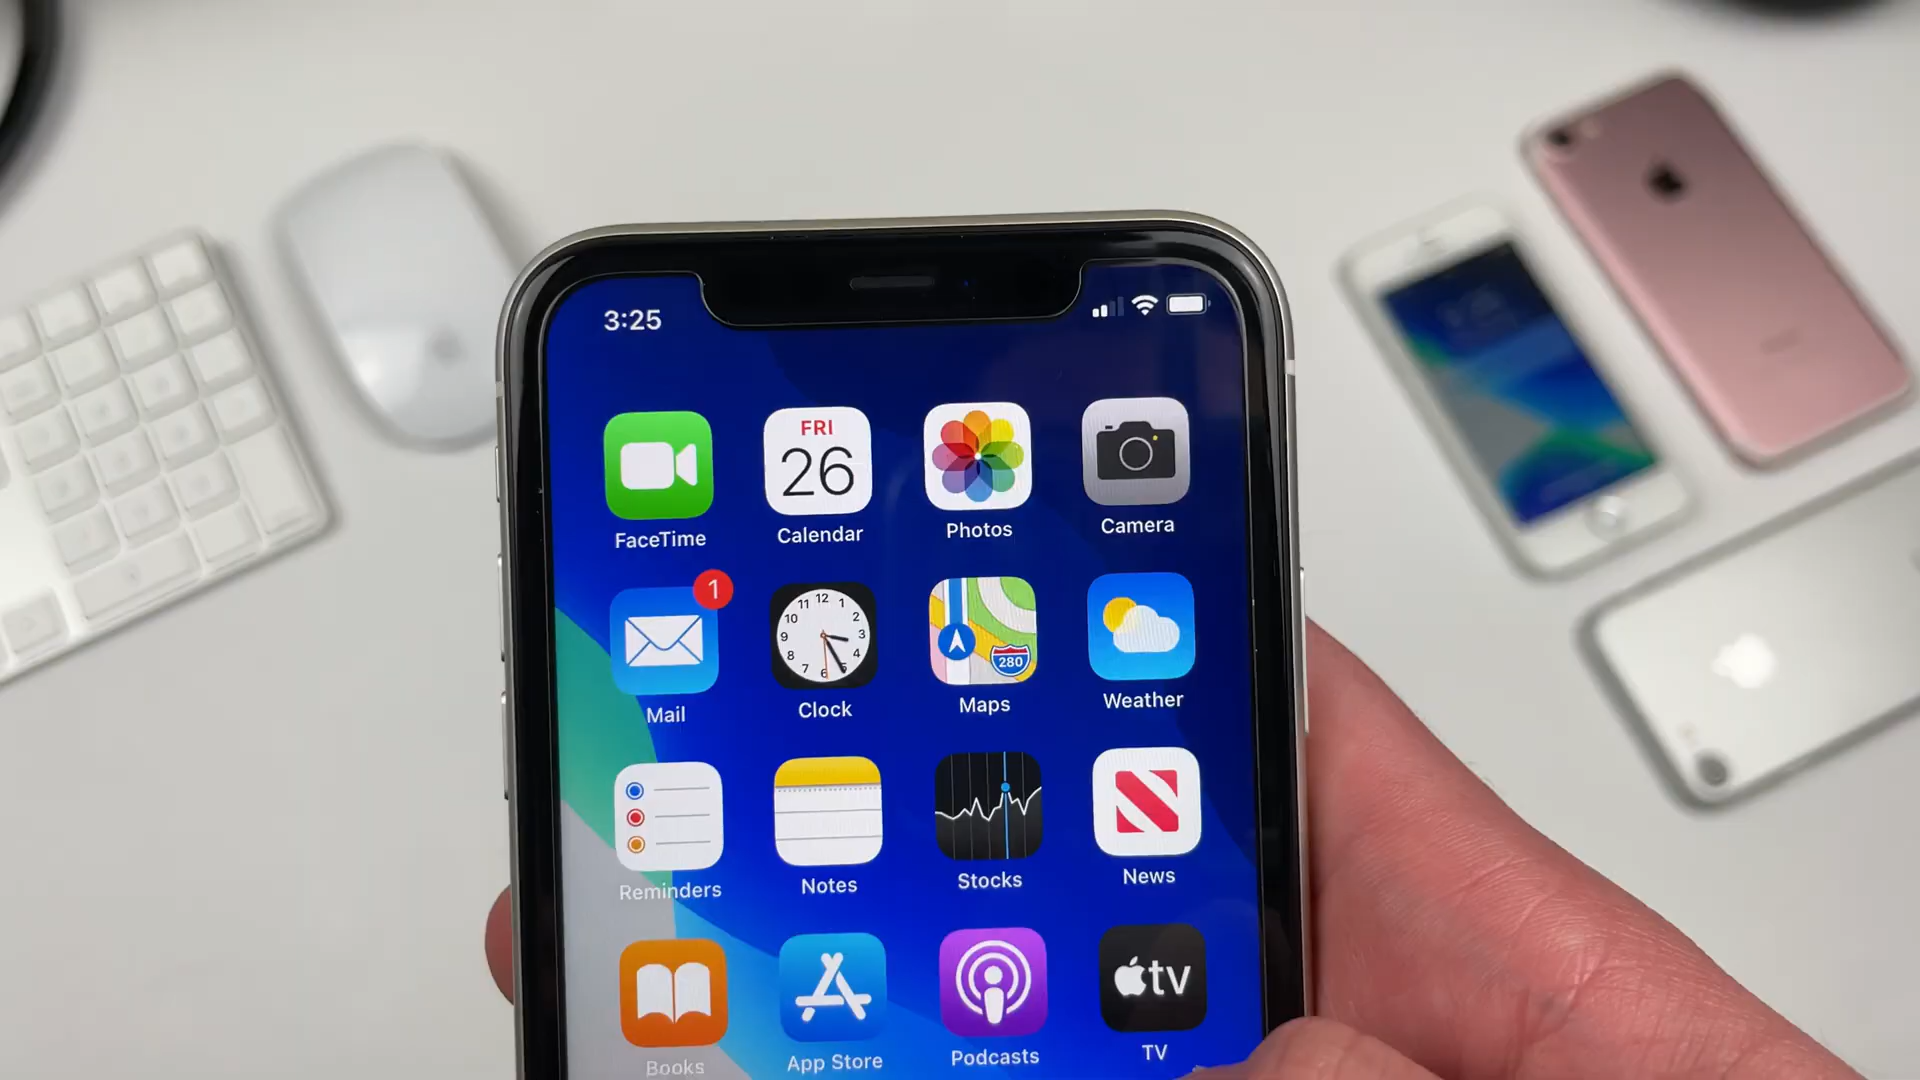 3:25
FRI
26
FaceTime
Calendar
Photos
Camera
1
12
11
1
10
2
9
3
8
4
7
5
6
280
Mail
Clock
Maps
Weather
Reminders
Notes
Stocks
News
tv
Books
App Store
Podcasts
TV